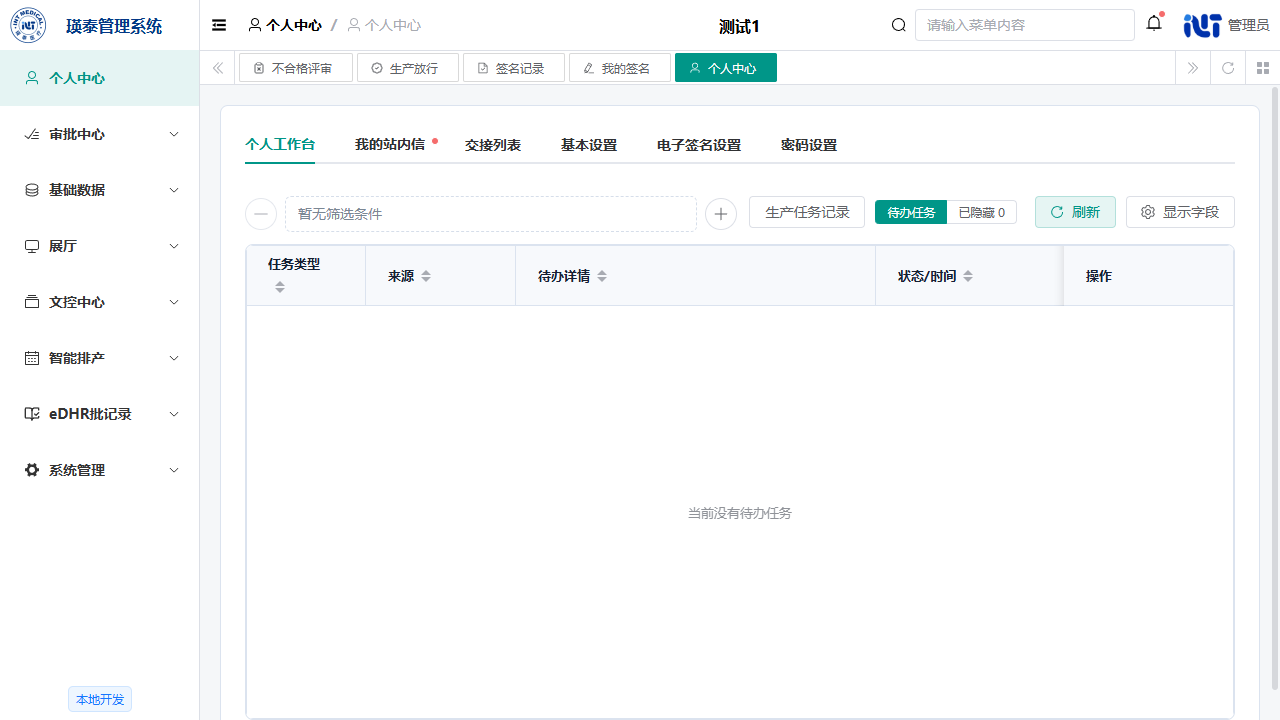 瑛泰管理系统
个人中心 / 个人中心
测试1
请输入菜单内容
管理员
不合格评审
生产放行
签名记录
我的签名
个人中心
个人中心
审批中心
基础数据
展厅
文控中心
智能排产
eDHR批记录
系统管理
本地开发
个人工作台
我的站内信
交接列表
基本设置
电子签名设置
密码设置
暂无筛选条件
生产任务记录
待办任务
已隐藏 0
刷新
显示字段
任务类型
来源
待办详情
状态/时间
操作
当前没有待办任务